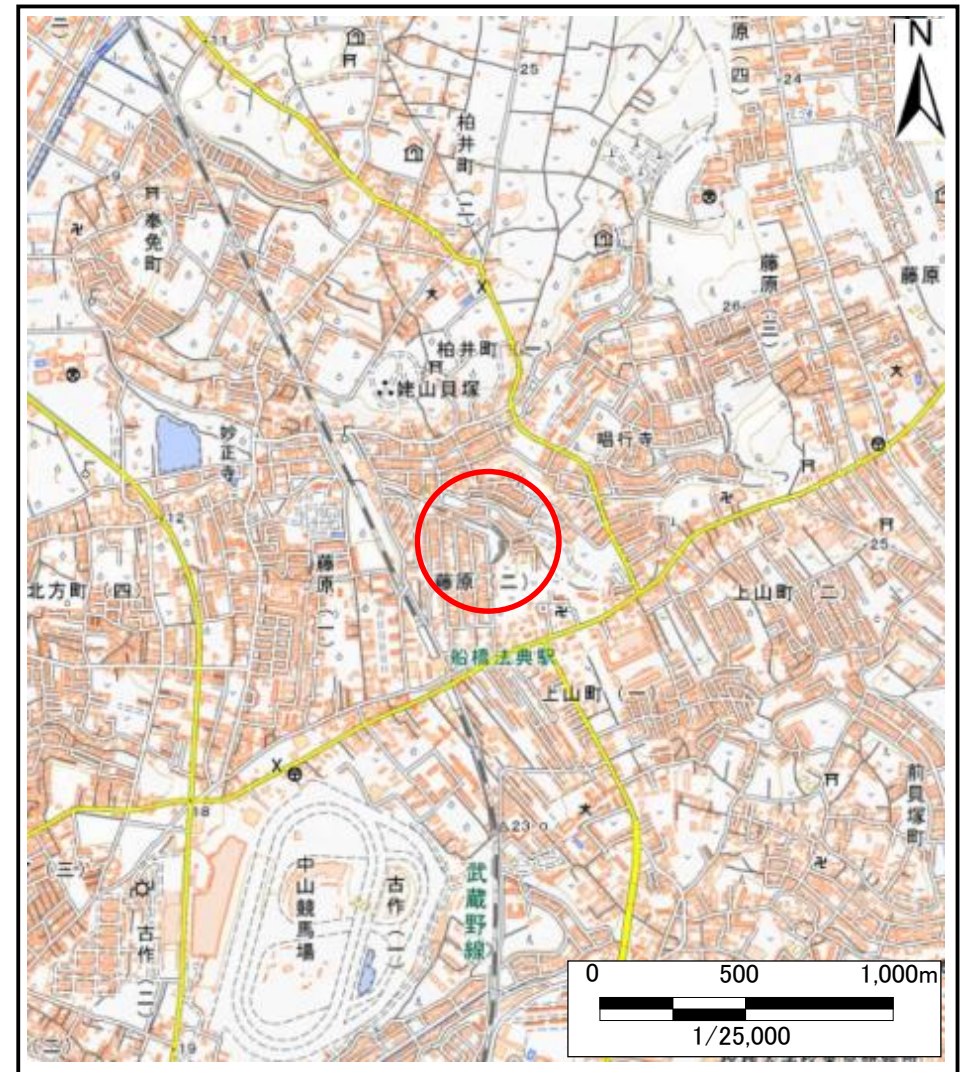 原(四)
N
11
25
24
柏井町(二)
9
奉免町
藤原(三)
藤原
26
柏井町(一)
姥山貝塚
唱行寺
妙正寺
12
25
藤原(一)
藤原(二)
北方町(四)
上山町(二)
船橋法典駅
上山町(一)
前貝塚町
18
23
中山競馬場
古作(一)
武蔵野線
(三)
古作(二)
19
0 500 1,000m
1/25,000